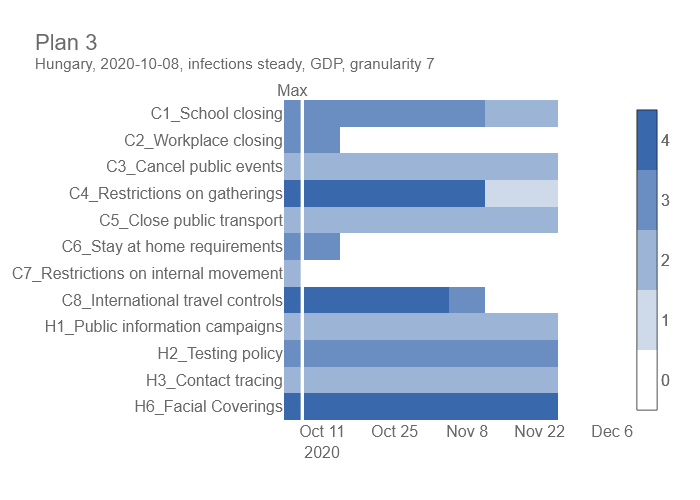 Plan 3
Hungary, 2020-10-08, infections steady, GDP, granularity 7
Max
C1_School closing
C2_Workplace closing
C3_Cancel public events
C4_Restrictions on gatherings
C5_Close public transport
C6_Stay at home requirements
C7_Restrictions on internal movement
C8_International travel controls
H1_Public information campaigns
H2_Testing policy
H3_Contact tracing
H6_Facial Coverings
Oct 11 Oct 25 Nov 8 Nov 22 Dec 6
2020
4
3
2
1
0